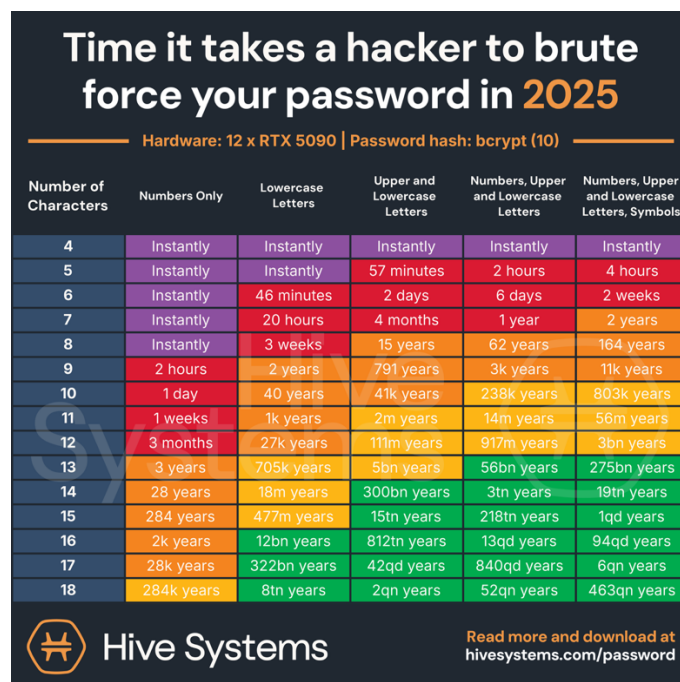 Time it takes a hacker to brute
force your password in 2025
Hardware: 12 x RTX 5090 | Password hash: bcrypt (10)
Number of Characters | Numbers Only | Lowercase Letters | Upper and Lowercase Letters | Numbers, Upper and Lowercase Letters | Numbers, Upper and Lowercase Letters, Symbols
4 Instantly Instantly Instantly Instantly Instantly
5 Instantly Instantly 57 minutes 2 hours 4 hours
6 Instantly 46 minutes 2 days 6 days 2 weeks
7 Instantly 20 hours 4 months 1 year 2 years
8 Instantly 3 weeks 15 years 62 years 164 years
9 2 hours 2 years 791 years 3k years 11k years
10 1 day 40 years 41k years 238k years 803k years
11 1 weeks 1k years 2m years 14m years 56m years
12 3 months 27k years 111m years 917m years 3bn years
13 3 years 705k years 5bn years 56bn years 275bn years
14 28 years 18m years 300bn years 3tn years 19tn years
15 284 years 477m years 15tn years 218tn years 1qd years
16 2k years 12bn years 812tn years 13qd years 94qd years
17 28k years 322bn years 42qd years 840qd years 6qn years
18 284k years 8tn years 2qn years 52qn years 463qn years
Hive
Systems
Hive Systems
Read more and download at
hivesystems.com/password